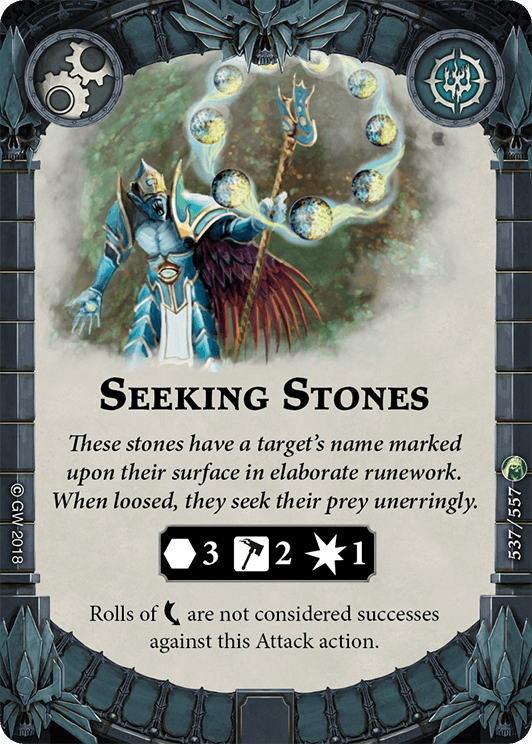 SEEKING STONES
These stones have a target's name marked
upon their surface in elaborate runework.
When loosed, they seek their prey unerringly.
3 2 1
Rolls of are not considered successes
against this Attack action.
© GW 2018
537/557